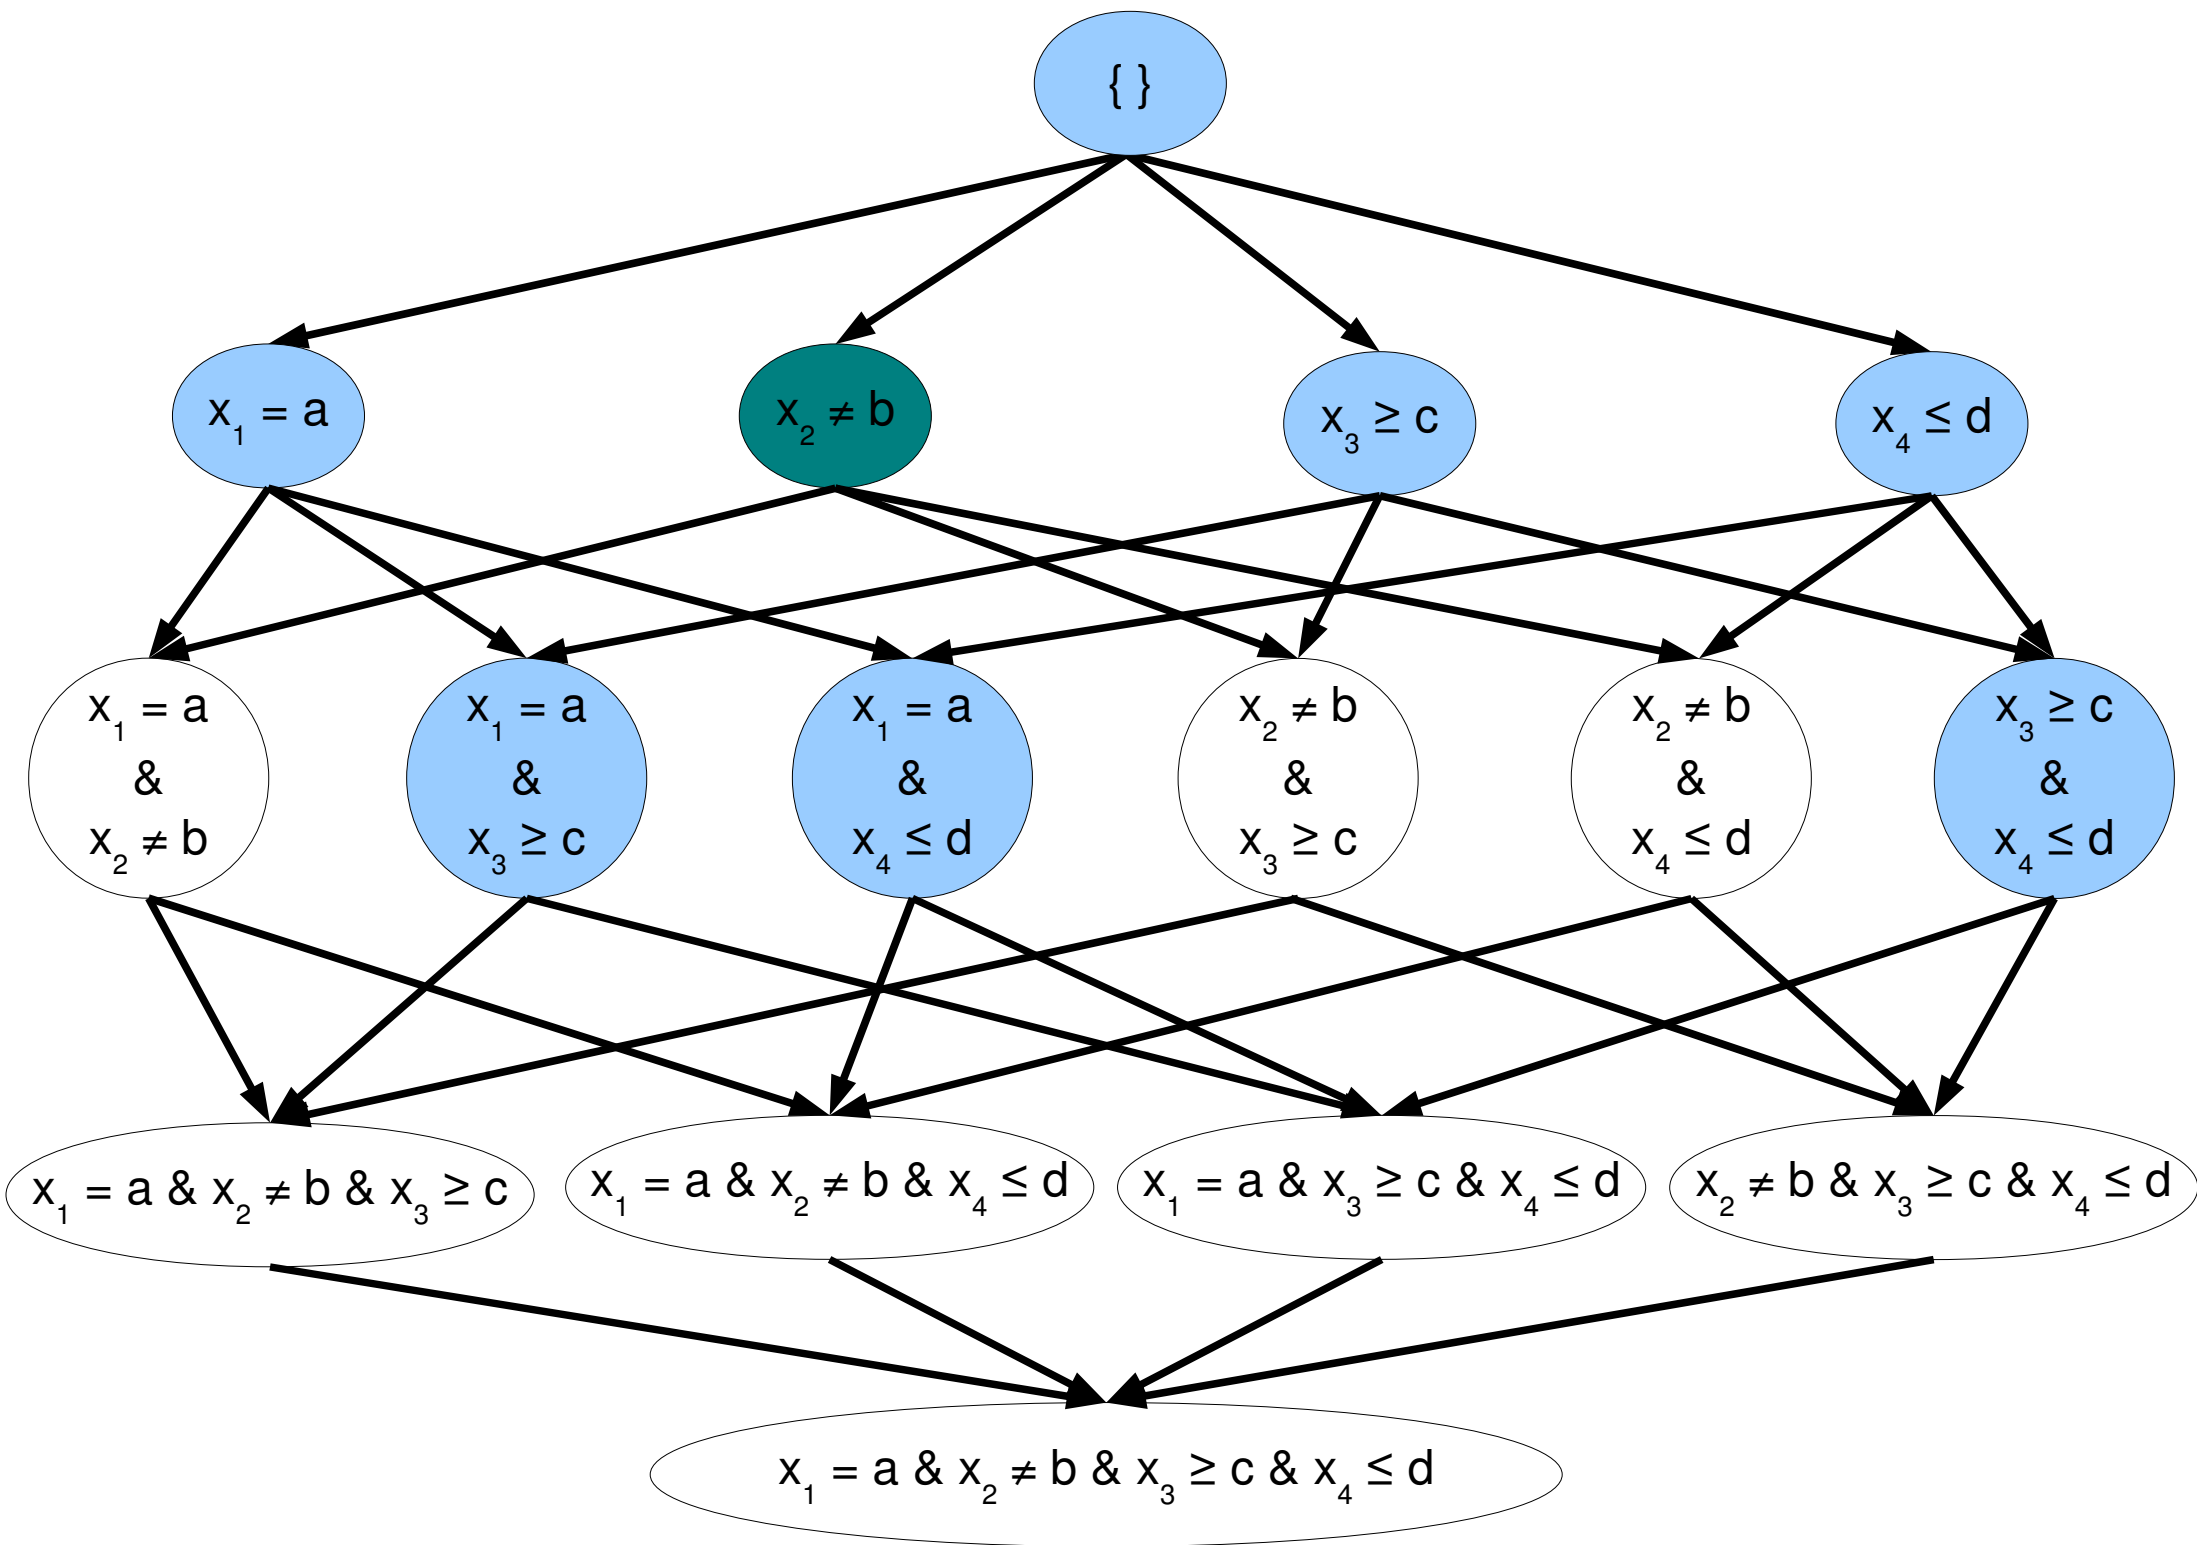 { }
x₁ = a
x₂ ≠ b
x₃ ≥ c
x₄ ≤ d
x₁ = a
&
x₂ ≠ b
x₁ = a
&
x₃ ≥ c
x₁ = a
&
x₄ ≤ d
x₂ ≠ b
&
x₃ ≥ c
x₂ ≠ b
&
x₄ ≤ d
x₃ ≥ c
&
x₄ ≤ d
x₁ = a & x₂ ≠ b & x₃ ≥ c
x₁ = a & x₂ ≠ b & x₄ ≤ d
x₁ = a & x₃ ≥ c & x₄ ≤ d
x₂ ≠ b & x₃ ≥ c & x₄ ≤ d
x₁ = a & x₂ ≠ b & x₃ ≥ c & x₄ ≤ d